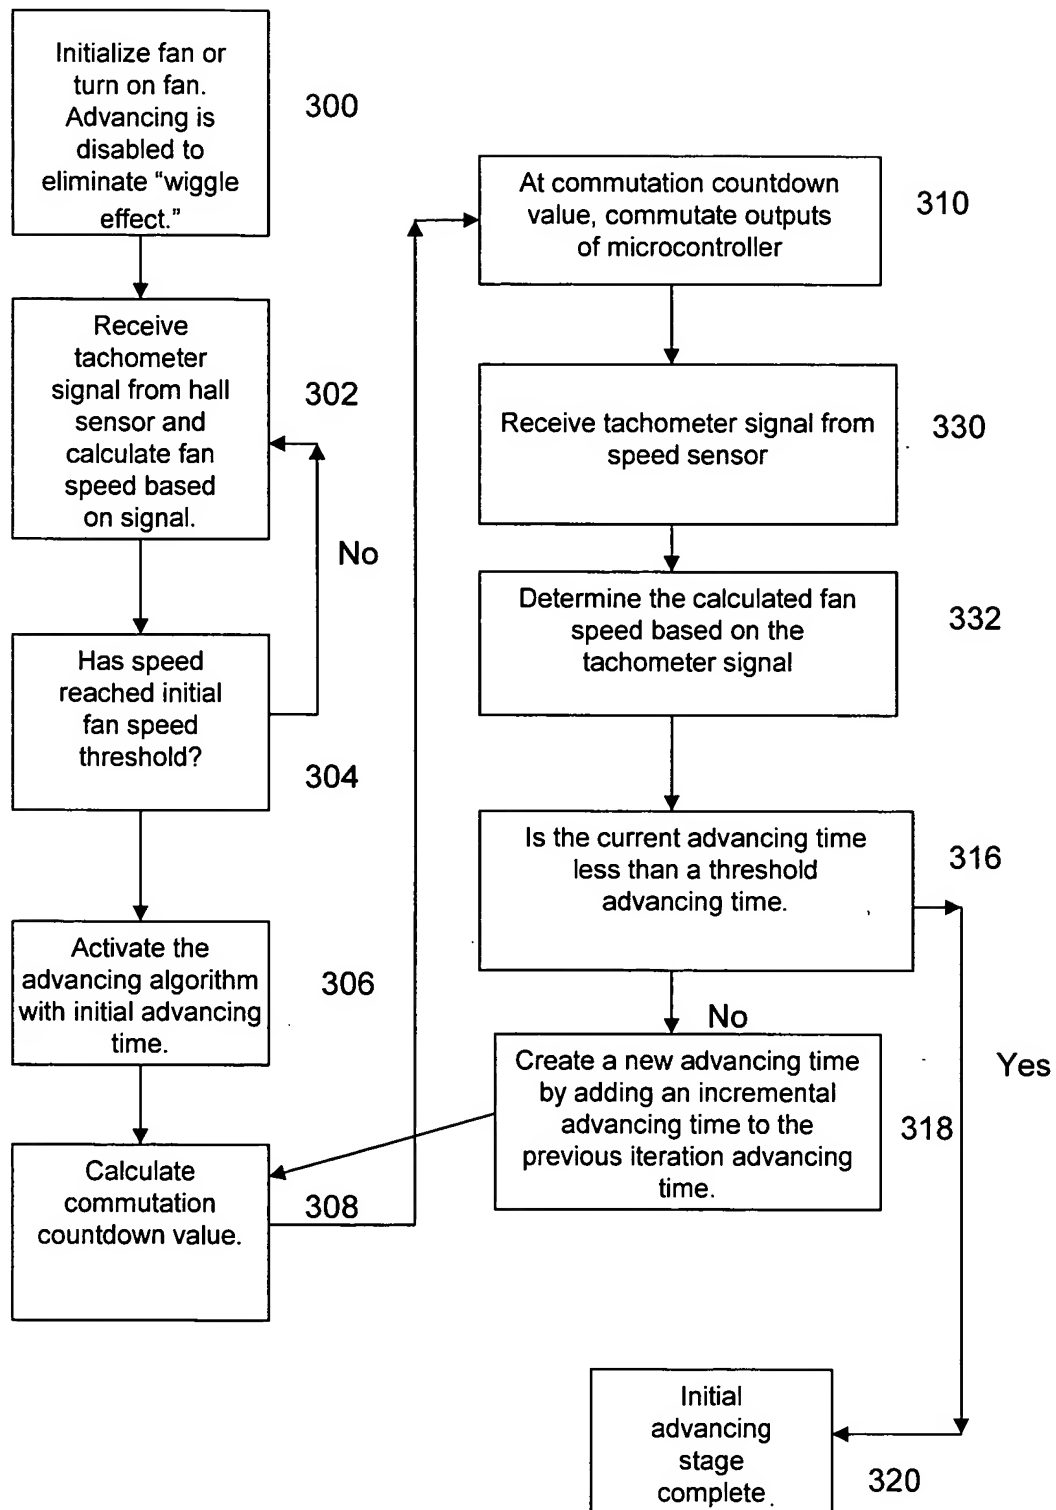 Initialize fan or
turn on fan.
Advancing is
disabled to
eliminate “wiggle
effect.”
300
Receive
tachometer
signal from hall
sensor and
calculate fan
speed based
on signal.
302
No
Has speed
reached initial
fan speed
threshold?
304
Activate the
advancing algorithm
with initial advancing
time.
306
Calculate
commutation
countdown value.
308
At commutation countdown
value, commutate outputs
of microcontroller
310
Receive tachometer signal from
speed sensor
330
Determine the calculated fan
speed based on the
tachometer signal
332
Is the current advancing time
less than a threshold
advancing time.
316
No
Yes
Create a new advancing time
by adding an incremental
advancing time to the
previous iteration advancing
time.
318
Initial
advancing
stage
complete
320